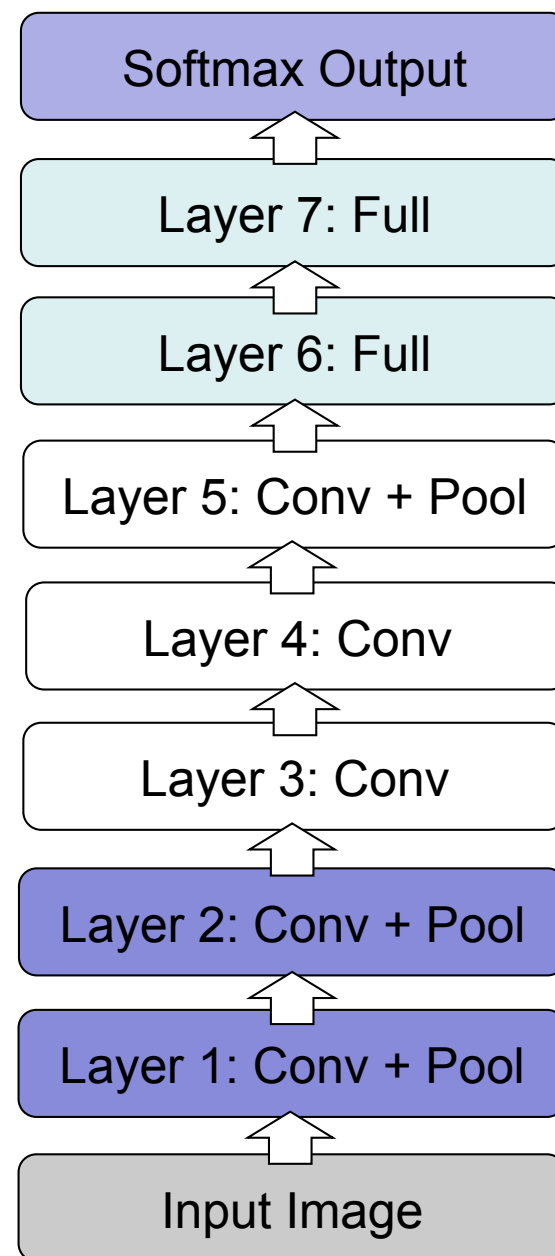 Softmax Output
Layer 7: Full
Layer 6: Full
Layer 5: Conv + Pool
Layer 4: Conv
Layer 3: Conv
Layer 2: Conv + Pool
Layer 1: Conv + Pool
Input Image